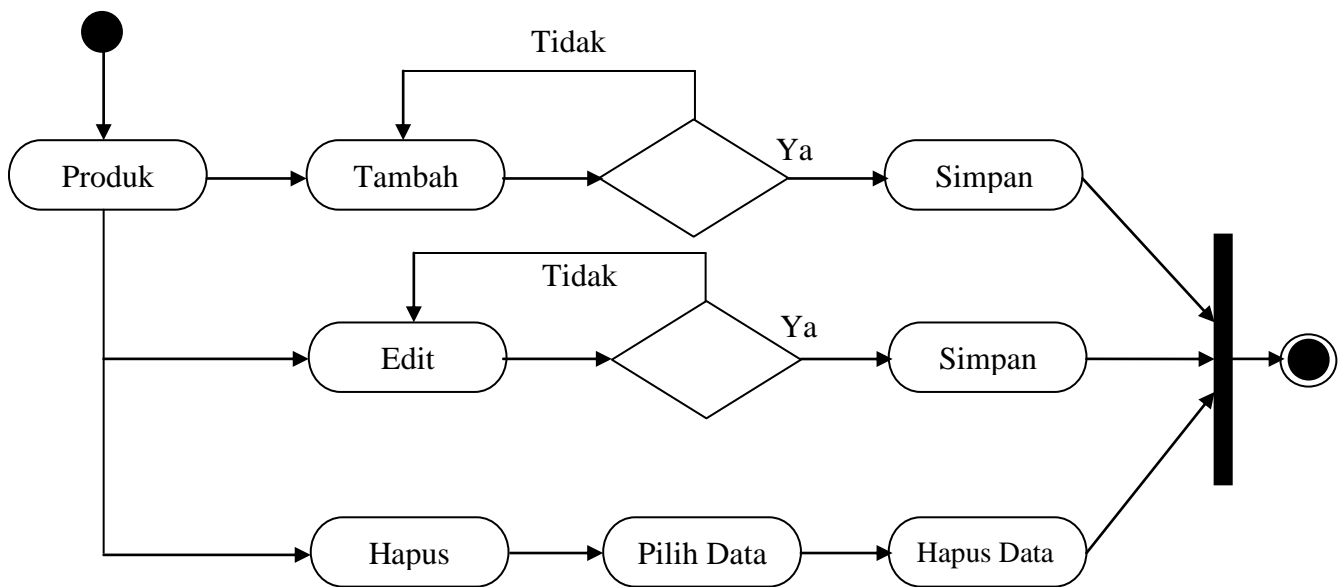 Tidak
Produk
Tambah
Ya
Simpan
Tidak
Edit
Ya
Simpan
Hapus
Pilih Data
Hapus Data